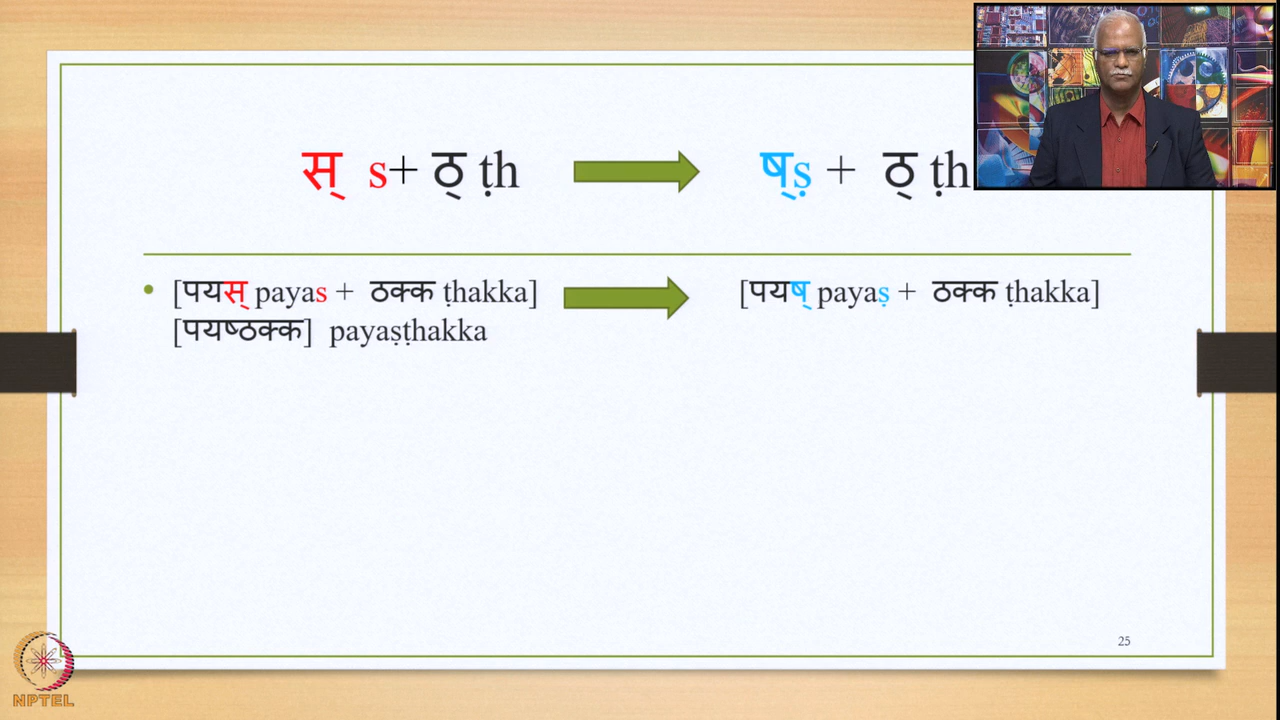 स् s+ ठ् ṭh ष्ṣ + ठ् ṭh
• [पयस् payas + ठक्क ṭhakka] [पयष् payaṣ + ठक्क ṭhakka]
[पयष्ठक्क] payaṣṭhakka
25
NPTEL